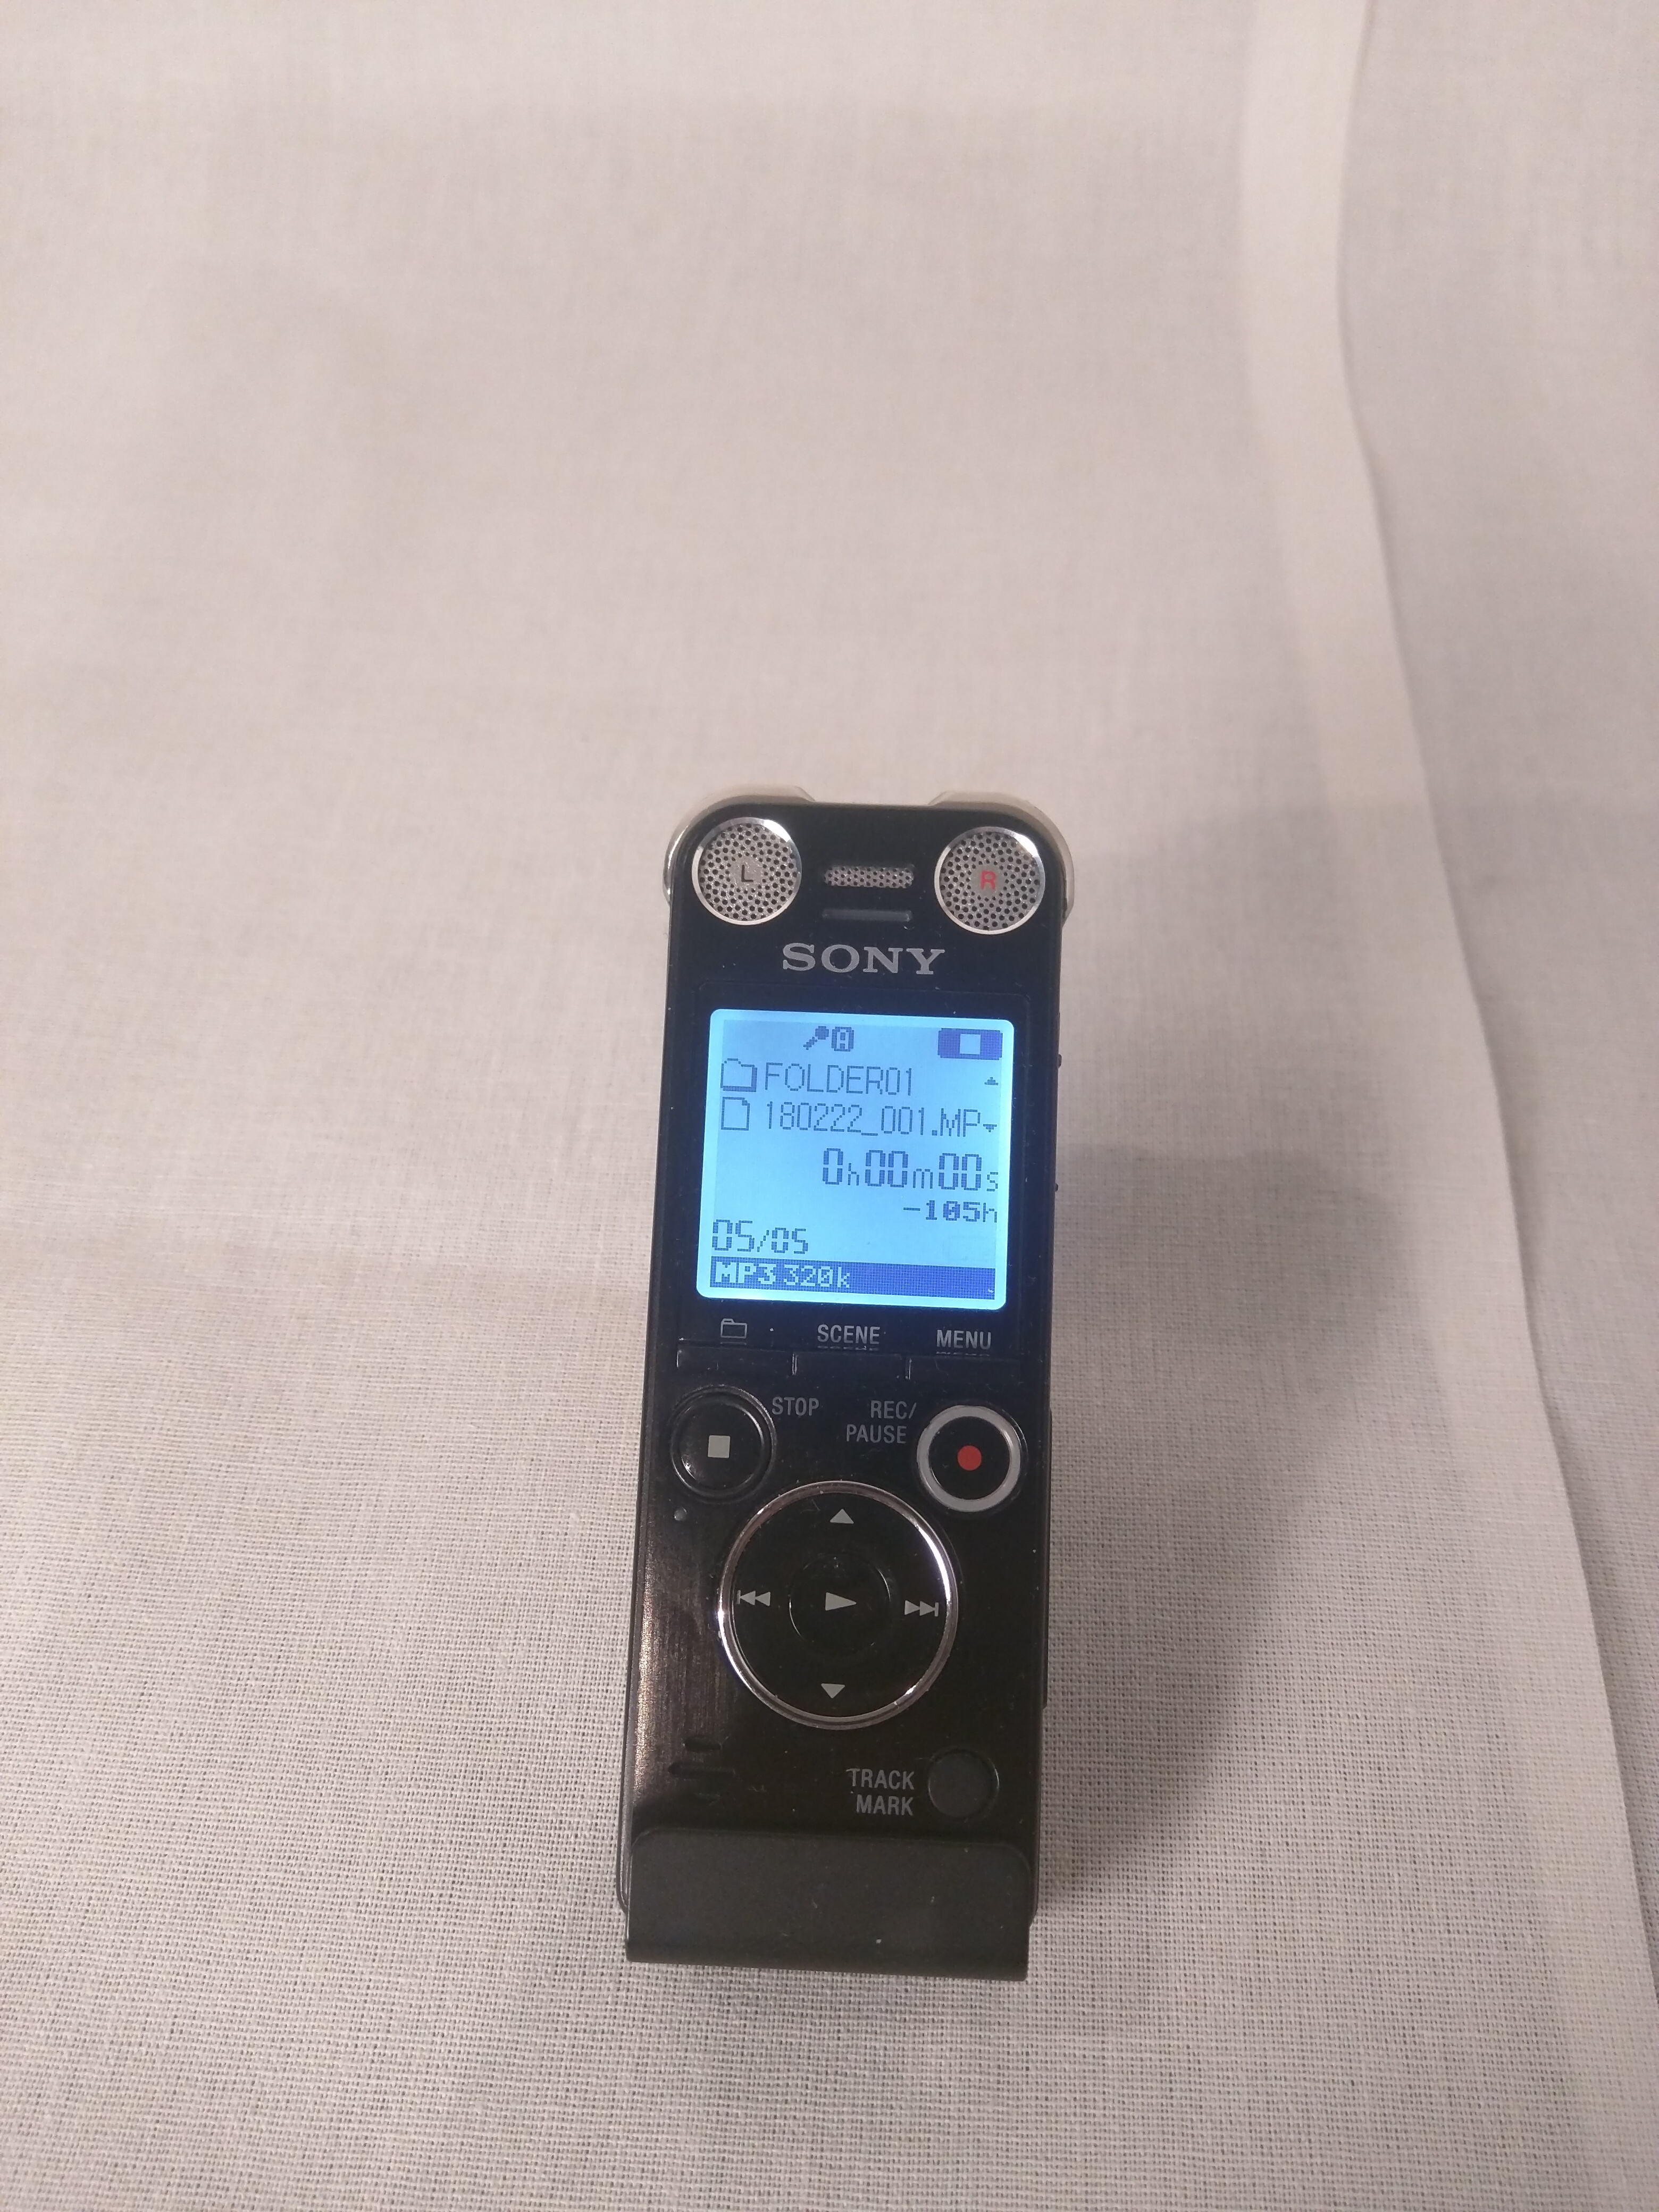 L R
SONY
A
FOLDER01
180222_001.MP
0h00m00s
-105h
05/05
MP3 320k
SCENE MENU
STOP REC/
PAUSE
TRACK
MARK